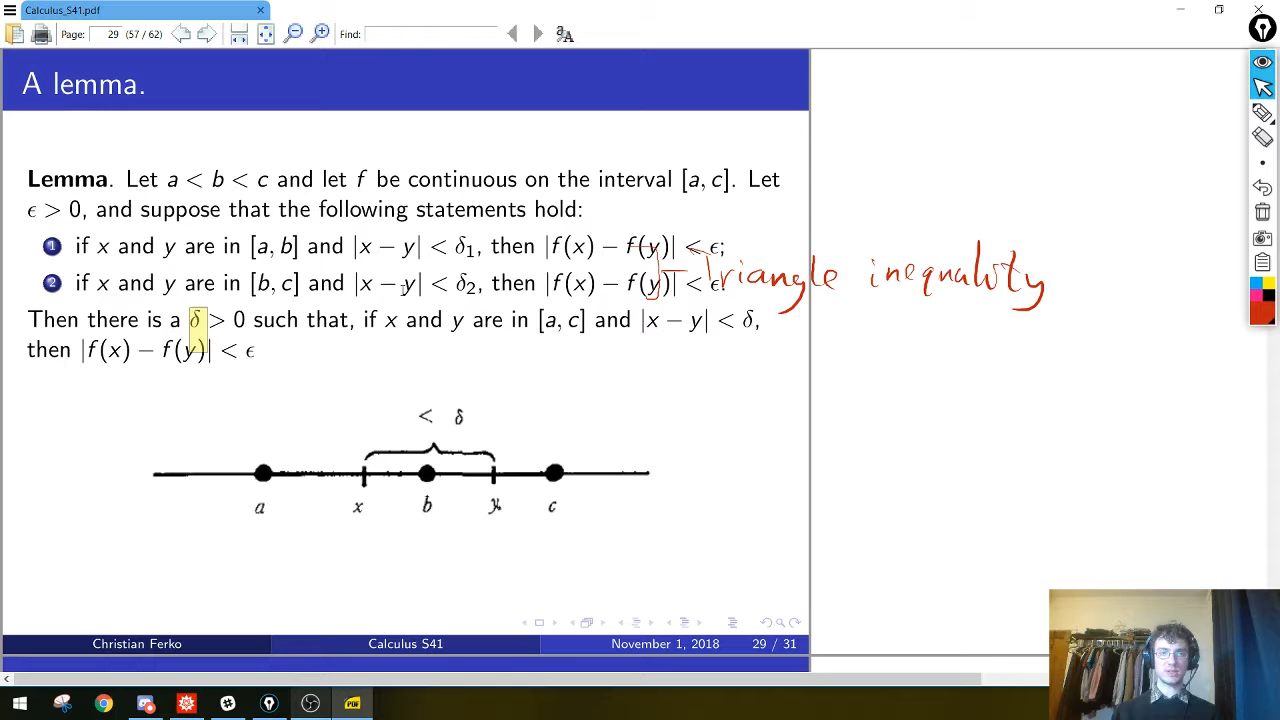 Calculus_S41.pdf
Page: 29 (57 / 62) Find:
A lemma.
Lemma. Let a < b < c and let f be continuous on the interval [a, c]. Let
ϵ > 0, and suppose that the following statements hold:
1 if x and y are in [a, b] and |x − y| < δ₁, then |f(x) − f(y)| < ϵ;
2 if x and y are in [b, c] and |x − y| < δ₂, then |f(x) − f(y)| < ϵ.
Triangle inequality
Then there is a δ > 0 such that, if x and y are in [a, c] and |x − y| < δ,
then |f(x) − f(y)| < ϵ
< δ
a x b y c
Christian Ferko Calculus S41 November 1, 2018 29 / 31
PDF